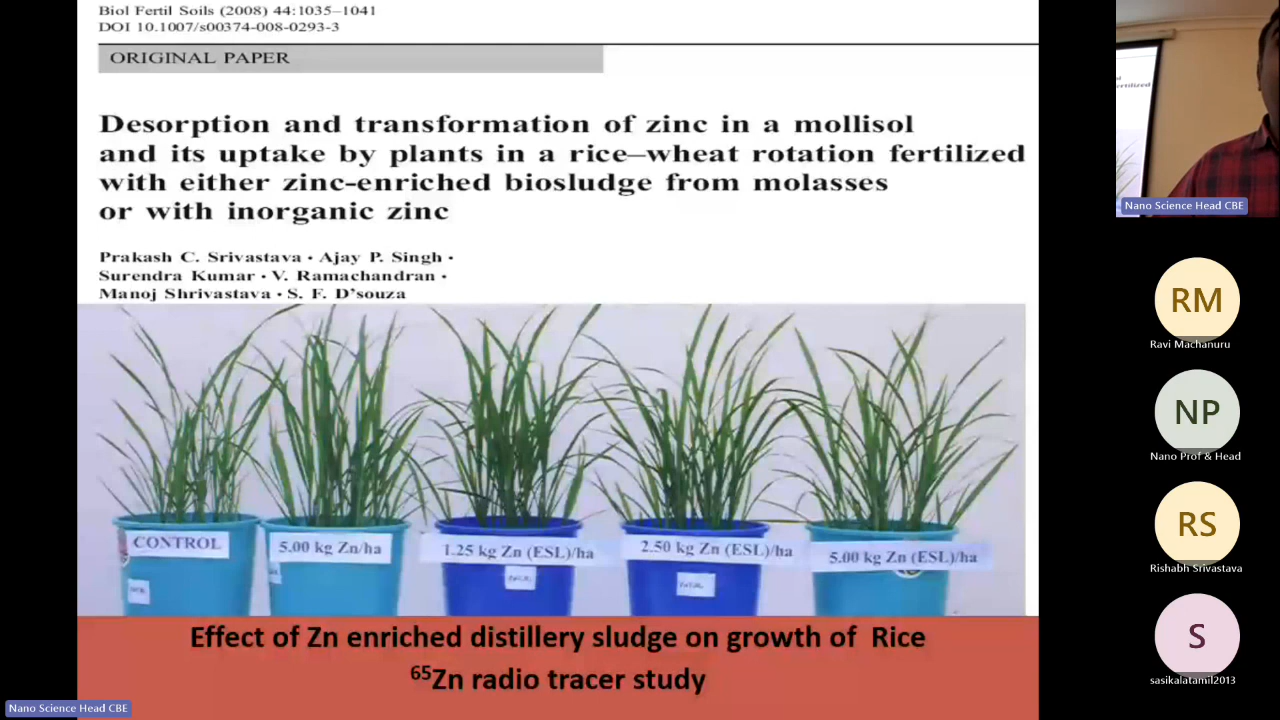 Biol Fertil Soils (2008) 44:1035–1041
DOI 10.1007/s00374-008-0293-3
ORIGINAL PAPER
Desorption and transformation of zinc in a mollisol
and its uptake by plants in a rice–wheat rotation fertilized
with either zinc-enriched biosludge from molasses
or with inorganic zinc
Prakash C. Srivastava · Ajay P. Singh ·
Surendra Kumar · V. Ramachandran ·
Manoj Shrivastava · S. F. D'souza
CONTROL
5.00 kg Zn/ha
1.25 kg Zn (ESL)/ha
2.50 kg Zn (ESL)/ha
5.00 kg Zn (ESL)/ha
Effect of Zn enriched distillery sludge on growth of Rice
⁶⁵Zn radio tracer study
Nano Science Head CBE
Nano Science Head CBE
RM
Ravi Machanuru
NP
Nano Prof & Head
RS
Rishabh Srivastava
S
sasikalatamil2013